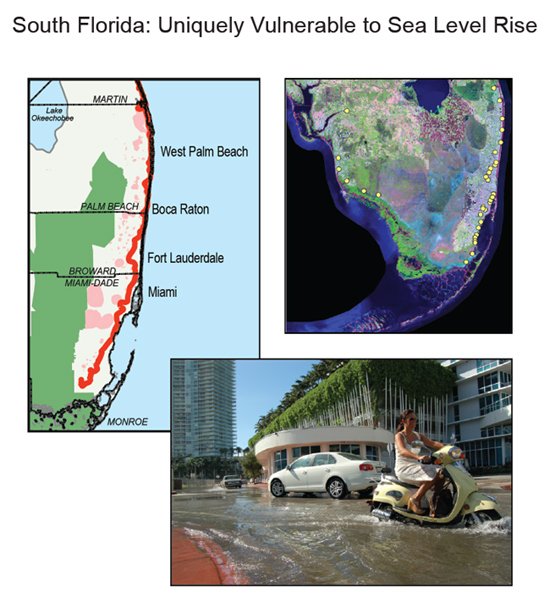 South Florida: Uniquely Vulnerable to Sea Level Rise
MARTIN
Lake
Okeechobee
West Palm Beach
PALM BEACH
Boca Raton
Fort Lauderdale
BROWARD
MIAMI-DADE
Miami
MONROE